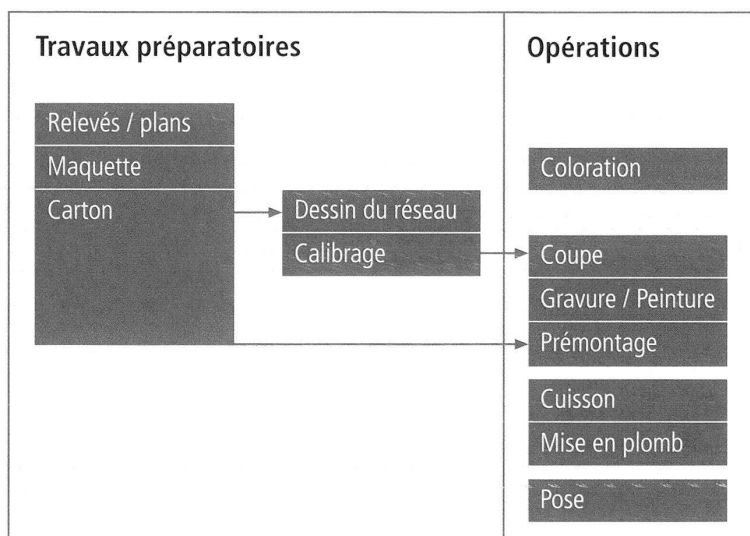 Travaux préparatoires
Relevés / plans
Maquette
Carton
Dessin du réseau
Calibrage
Opérations
Coloration
Coupe
Gravure / Peinture
Prémontage
Cuisson
Mise en plomb
Pose